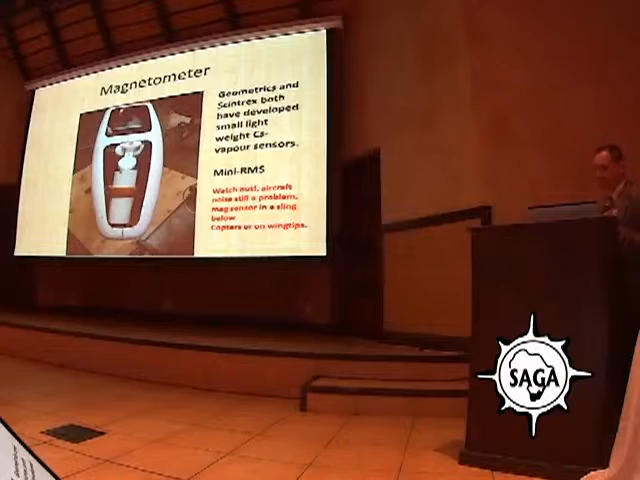 Magnetometer
Geometrics and
Scintrex both
have developed
small light
weight Cs-
vapour sensors.
Mini-RMS
Watch out!, aircraft
noise still a problem,
mag sensor in a sling
below
Copters or on wingtips.
SAGA